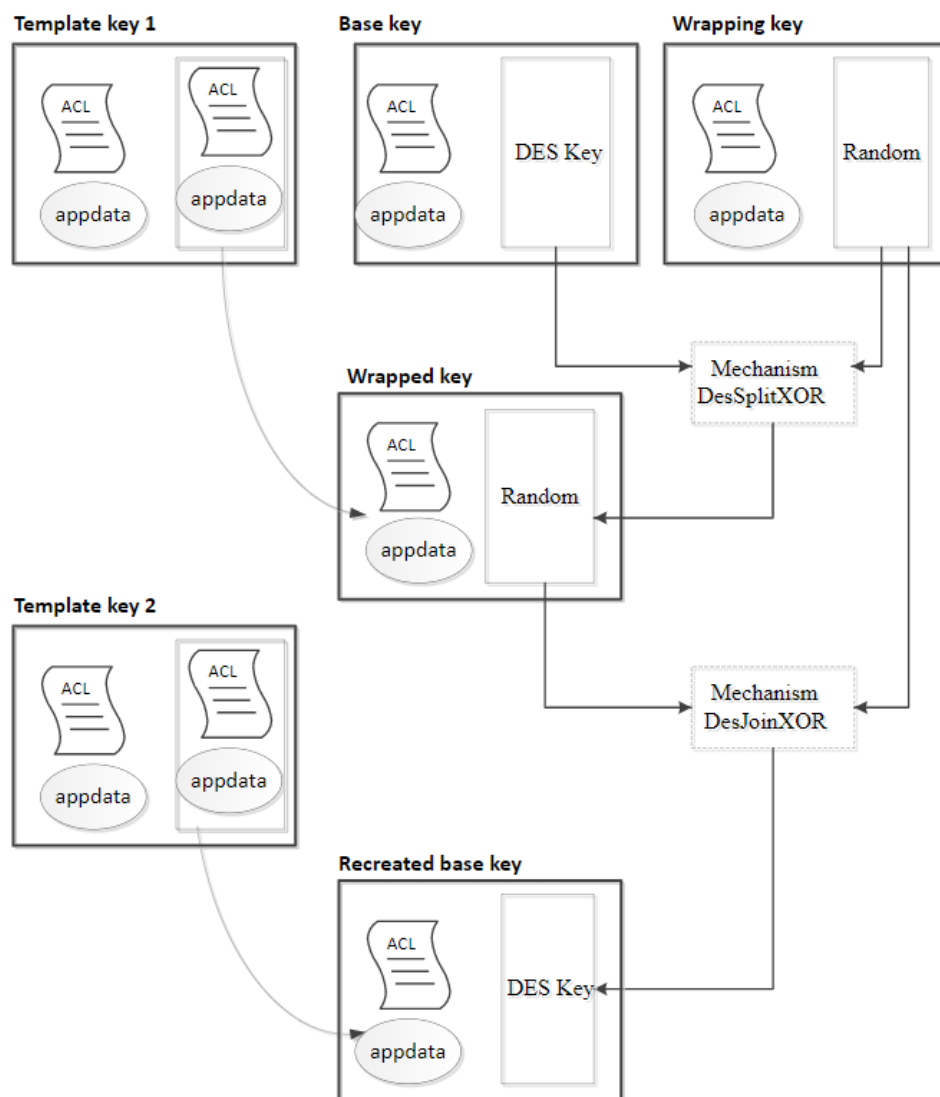 Template key 1
Base key
Wrapping key
ACL
ACL
appdata
appdata
ACL
DES Key
appdata
ACL
Random
appdata
Mechanism
DesSplitXOR
Wrapped key
ACL
Random
appdata
Template key 2
ACL
ACL
appdata
appdata
Mechanism
DesJoinXOR
Recreated base key
ACL
DES Key
appdata